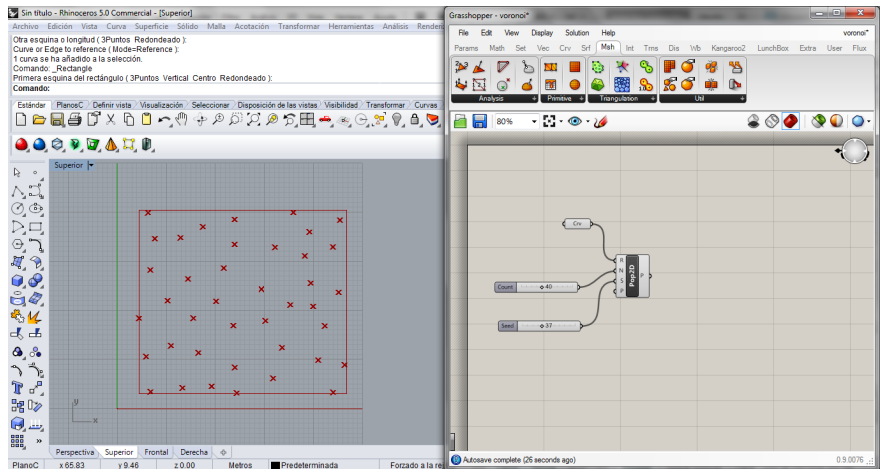 Sin título - Rhinoceros 5.0 Commercial - [Superior]
Archivo Edición Vista Curva Superficie Sólido Malla Acotación Transformar Herramientas Análisis Renderi
Otra esquina o longitud ( 3Puntos Redondeado ):
Curve or Edge to reference ( Mode=Reference ):
1 curva se ha añadido a la selección.
Comando: _Rectangle
Primera esquina del rectángulo ( 3Puntos Vertical Centro Redondeado ):
Comando:
Estándar PlanosC Definir vista Visualización Seleccionar Disposición de las vistas Visibilidad Transformar Curvas
Superior
y
x
Perspectiva Superior Frontal Derecha
PlanoC x 65.83 y 9.46 z 0.00 Metros Predeterminada Forzado a la re
Grasshopper - voronoi*
File Edit View Display Solution Help voronoi*
Params Math Set Vec Crv Srf Msh Int Trns Dis Wb Kangaroo2 LunchBox Extra User Flux
Analysis Primitive Triangulation Util
80%
Crv
Count 40
Seed 37
R
N
S
P
Pop2D
P
Autosave complete (26 seconds ago) 0.9.0076